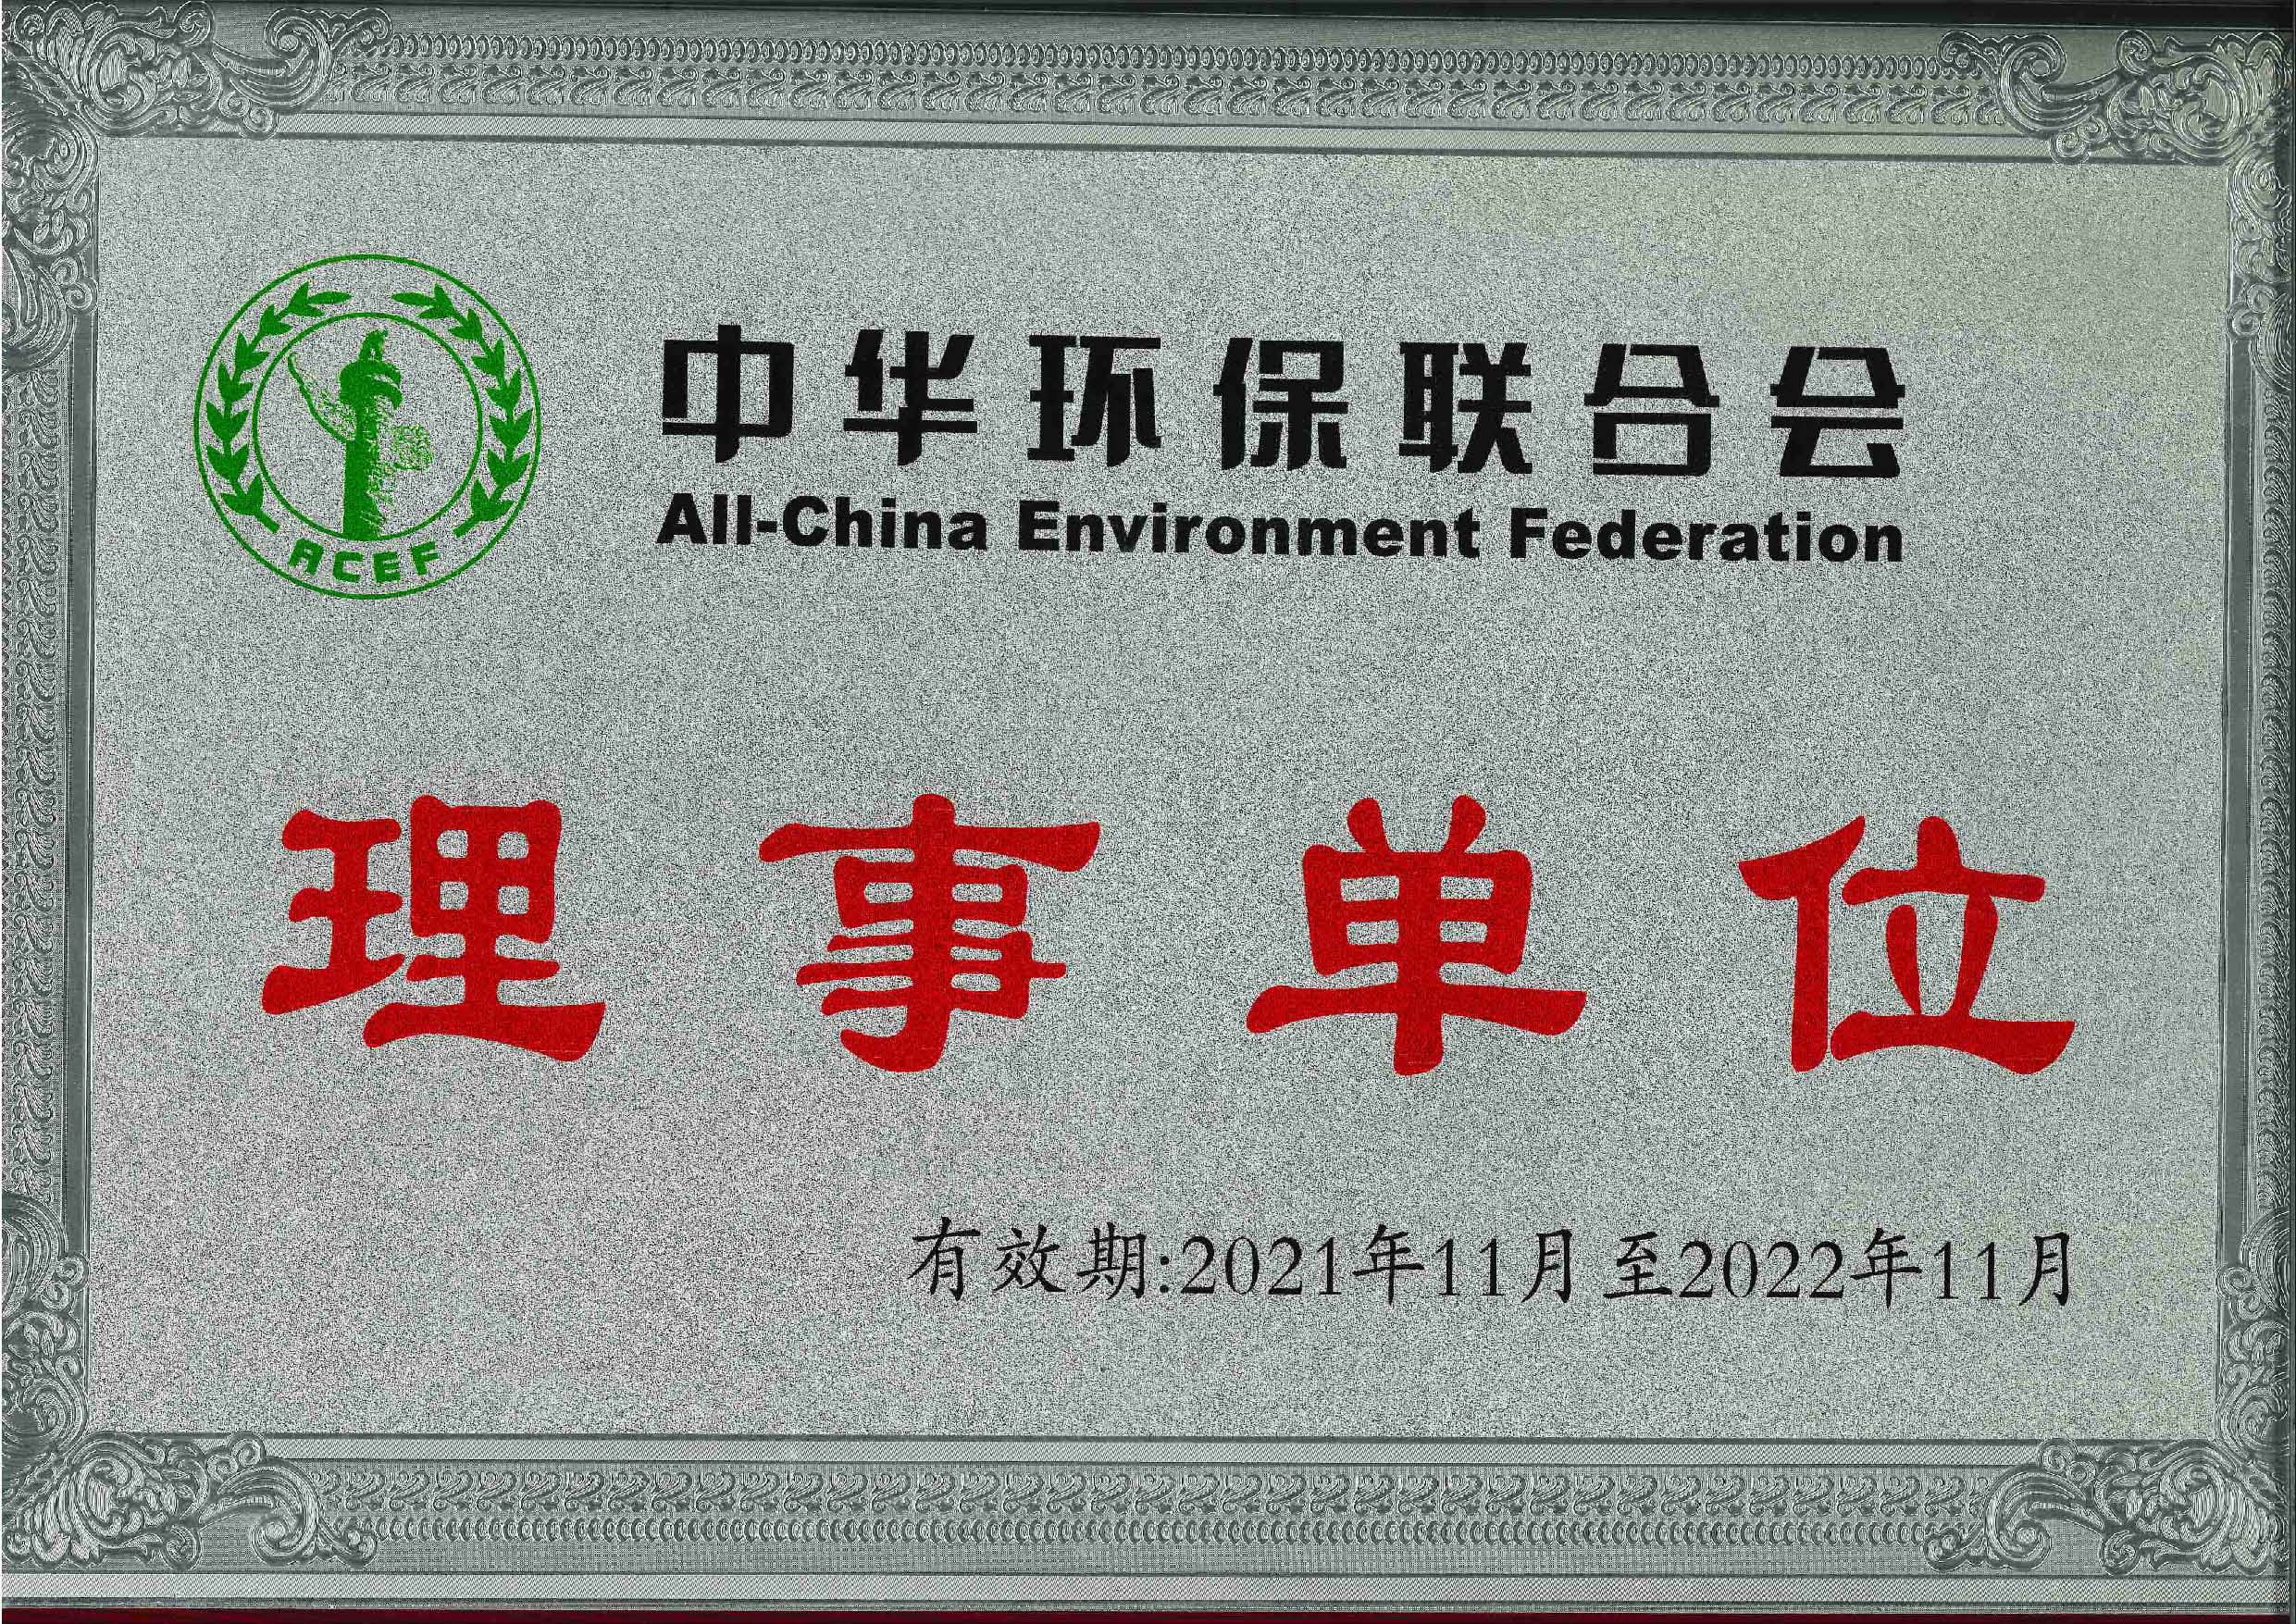 中华环保联合会
All-China Environment Federation
ACEF
理事单位
有效期:2021年11月至2022年11月